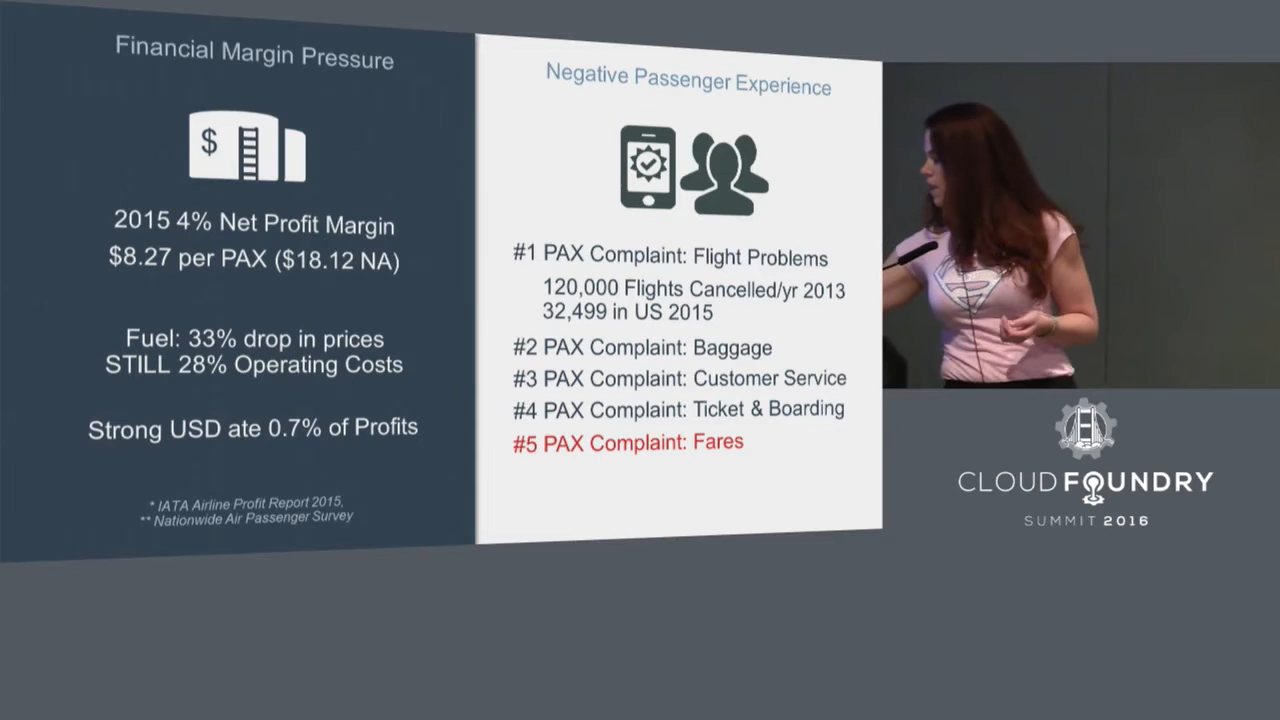 Financial Margin Pressure
$
2015 4% Net Profit Margin
$8.27 per PAX ($18.12 NA)
Fuel: 33% drop in prices
STILL 28% Operating Costs
Strong USD ate 0.7% of Profits
* IATA Airline Profit Report 2015,
** Nationwide Air Passenger Survey
Negative Passenger Experience
#1 PAX Complaint: Flight Problems
120,000 Flights Cancelled/yr 2013
32,499 in US 2015
#2 PAX Complaint: Baggage
#3 PAX Complaint: Customer Service
#4 PAX Complaint: Ticket & Boarding
#5 PAX Complaint: Fares
S
CLOUD FOUNDRY
SUMMIT 2016